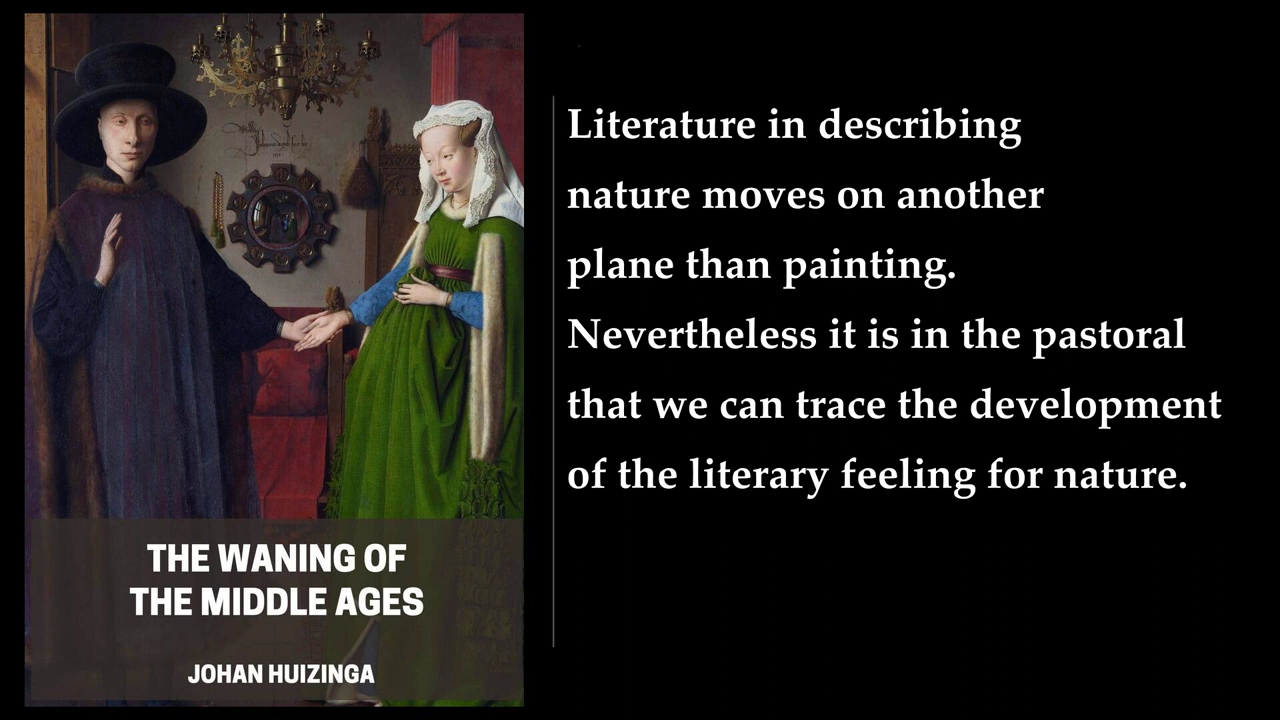 THE WANING OF
THE MIDDLE AGES
JOHAN HUIZINGA
Literature in describing
nature moves on another
plane than painting.
Nevertheless it is in the pastoral
that we can trace the development
of the literary feeling for nature.